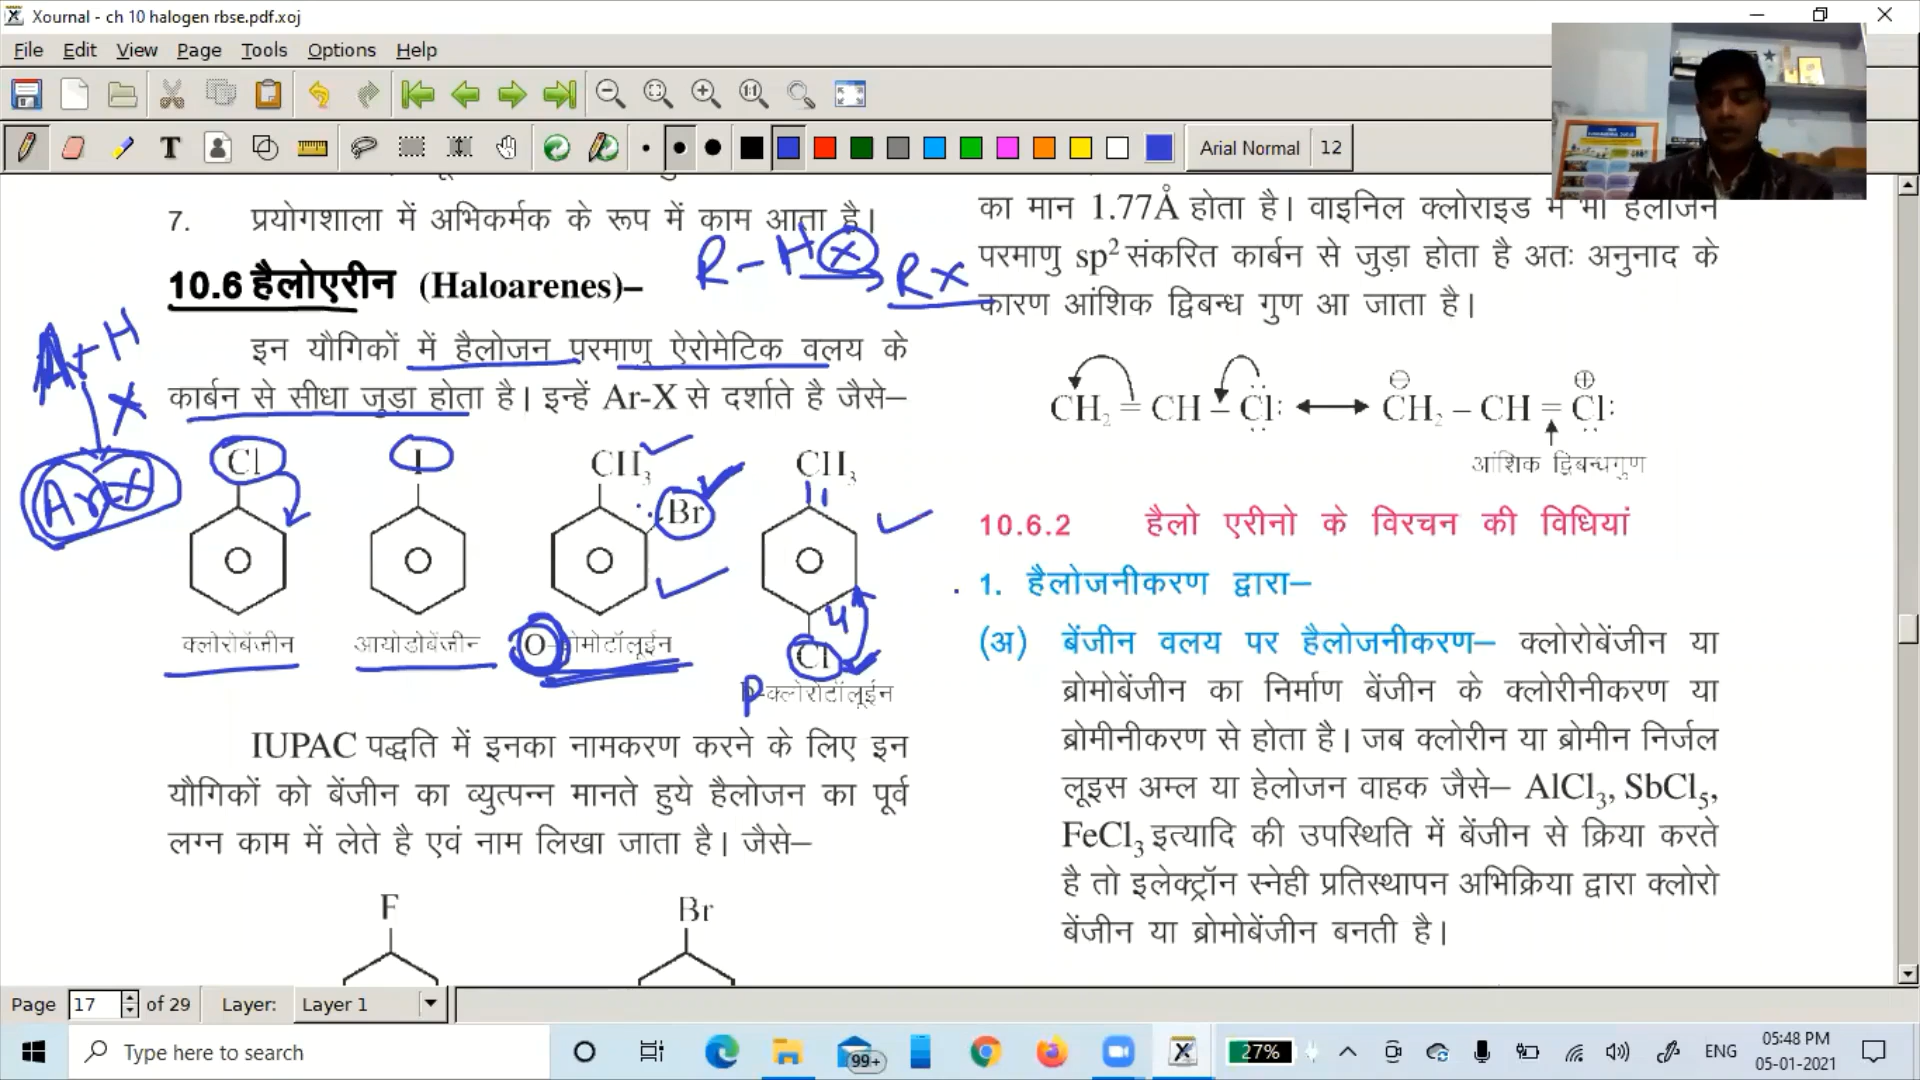 Xournal - ch 10 halogen rbse.pdf.xoj
File Edit View Page Tools Options Help
Arial Normal 12
7. प्रयोगशाला में अभिकर्मक के रूप में काम आता है।
R-H X → RX
10.6 हैलोएरीन (Haloarenes)–
Ar-H
X
Ar-X
इन यौगिकों में हैलोजन परमाणु ऐरोमेटिक वलय के
कार्बन से सीधा जुड़ा होता है। इन्हें Ar-X से दर्शाते है जैसे–
Cl I CH3 CH3
Br
4
क्लोरोबेंजीन आयोडोबेंजीन O
Cl
P -क्लोरोटॉलूईन
IUPAC पद्धति में इनका नामकरण करने के लिए इन
यौगिकों को बेंजीन का व्युत्पन्न मानते हुये हैलोजन का पूर्व
लग्न काम में लेते है एवं नाम लिखा जाता है। जैसे–
F Br
का मान 1.77Å होता है। वाइनिल क्लोराइड में भी हैलोजन
परमाणु sp² संकरित कार्बन से जुड़ा होता है अतः अनुनाद के
कारण आंशिक द्विबन्ध गुण आ जाता है।
CH2 = CH – Cl: ↔ CH2 – CH = Cl:
⊖ ⊕
आंशिक द्विबन्धगुण
10.6.2 हैलो एरीनो के विरचन की विधियां
1. हैलोजनीकरण द्वारा–
(अ) बेंजीन वलय पर हैलोजनीकरण– क्लोरोबेंजीन या
ब्रोमोबेंजीन का निर्माण बेंजीन के क्लोरीनीकरण या
ब्रोमीनीकरण से होता है। जब क्लोरीन या ब्रोमीन निर्जल
लूइस अम्ल या हेलोजन वाहक जैसे– AlCl3, SbCl5,
FeCl3 इत्यादि की उपस्थिति में बेंजीन से क्रिया करते
है तो इलेक्ट्रॉन स्नेही प्रतिस्थापन अभिक्रिया द्वारा क्लोरो
बेंजीन या ब्रोमोबेंजीन बनती है।
Page 17 of 29 Layer: Layer 1
Type here to search
99+
27%
ENG
05:48 PM
05-01-2021